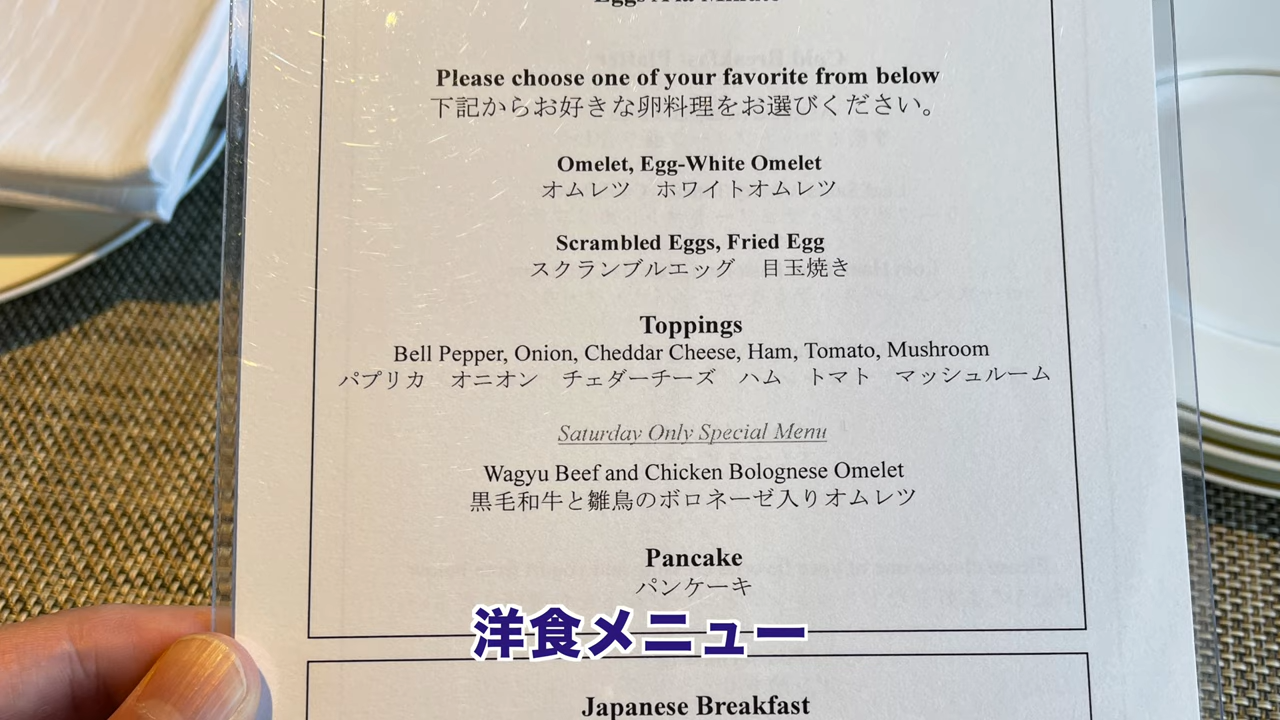 Please choose one of your favorite from below
下記からお好きな卵料理をお選びください。
Omelet, Egg-White Omelet
オムレツ　ホワイトオムレツ
Scrambled Eggs, Fried Egg
スクランブルエッグ　目玉焼き
Toppings
Bell Pepper, Onion, Cheddar Cheese, Ham, Tomato, Mushroom
パプリカ　オニオン　チェダーチーズ　ハム　トマト　マッシュルーム
Saturday Only Special Menu
Wagyu Beef and Chicken Bolognese Omelet
黒毛和牛と雛鳥のボロネーゼ入りオムレツ
Pancake
パンケーキ
洋食メニュー
Japanese Breakfast